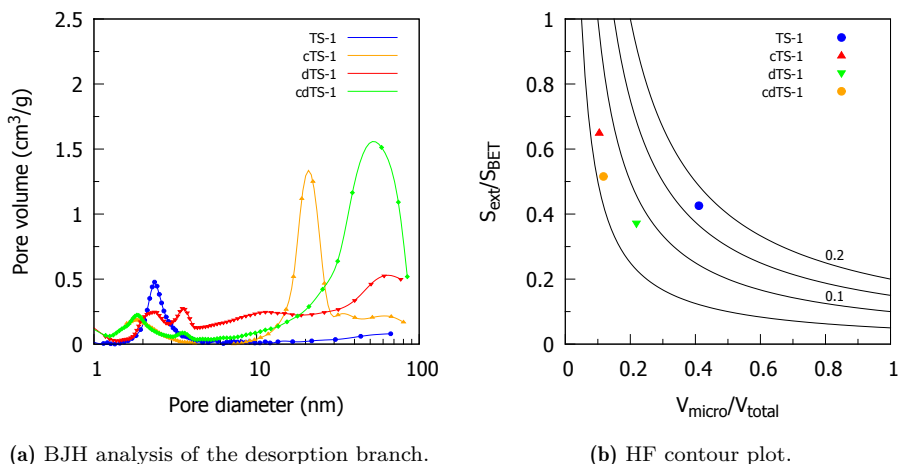 2.5
2
1.5
1
0.5
0
1
10
100
Pore volume (cm³/g)
Pore diameter (nm)
TS-1
cTS-1
dTS-1
cdTS-1
(a) BJH analysis of the desorption branch.
1
0.8
0.6
0.4
0.2
0
0
0.2
0.4
0.6
0.8
1
S_ext/S_BET
V_micro/V_total
TS-1
cTS-1
dTS-1
cdTS-1
0.2
0.1
(b) HF contour plot.